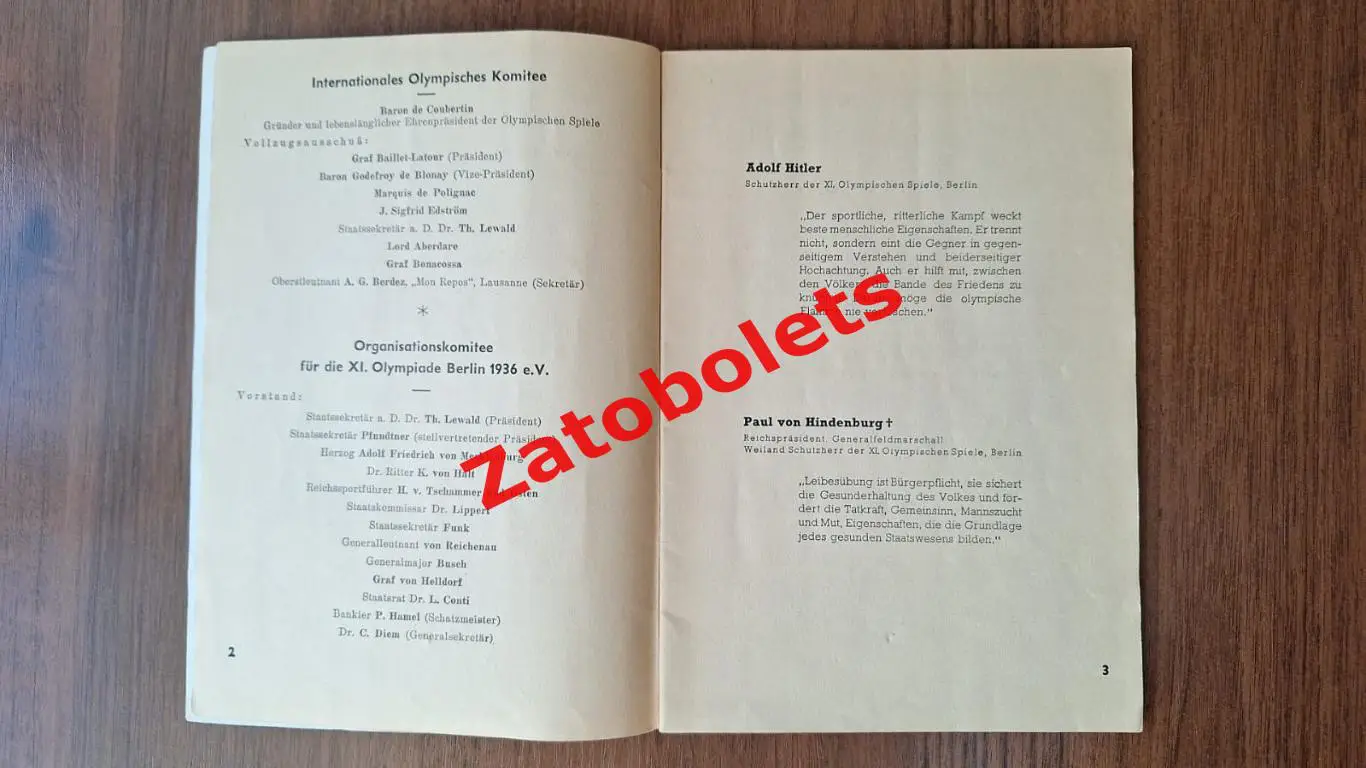 Internationales Olympisches Komitee
Baron de Coubertin
Gründer und lebenslänglicher Ehrenpräsident der Olympischen Spiele
Vollzugsausschuß:
Graf Baillet-Latour (Präsident)
Baron Godefroy de Blonay (Vize-Präsident)
Marquis de Polignac
J. Sigfrid Edström
Staatssekretär a. D. Dr. Th. Lewald
Lord Aberdare
Graf Bonacossa
Oberstleutnant A. G. Berdez, „Mon Repos", Lausanne (Sekretär)
*
Organisationskomitee
für die XI. Olympiade Berlin 1936 e.V.
Vorstand:
Staatssekretär a. D. Dr. Th. Lewald (Präsident)
Staatssekretär Pfundtner (stellvertretender Präsident)
Herzog Adolf Friedrich von Mecklenburg
Dr. Ritter K. von Halt
Reichssportführer H. v. Tschammer und Osten
Staatskommissar Dr. Lippert
Staatssekretär Funk
Generalleutnant von Reichenau
Generalmajor Busch
Graf von Helldorf
Staatsrat Dr. L. Conti
Bankier P. Hamel (Schatzmeister)
Dr. C. Diem (Generalsekretär)
2
Adolf Hitler
Schutzherr der XI. Olympischen Spiele, Berlin
„Der sportliche, ritterliche Kampf weckt
beste menschliche Eigenschaften. Er trennt
nicht, sondern eint die Gegner in gegen-
seitigem Verstehen und beiderseitiger
Hochachtung. Auch er hilft mit, zwischen
den Völkern die Bande des Friedens zu
knüpfen. möge die olympische
Flamme nie verlöschen."
Paul von Hindenburg †
Reichspräsident, Generalfeldmarschall
Weiland Schutzherr der XI. Olympischen Spiele, Berlin
„Leibesübung ist Bürgerpflicht, sie sichert
die Gesunderhaltung des Volkes und för-
dert die Tatkraft, Gemeinsinn, Mannszucht
und Mut, Eigenschaften, die die Grundlage
jedes gesunden Staatswesens bilden."
3
Zatobolets